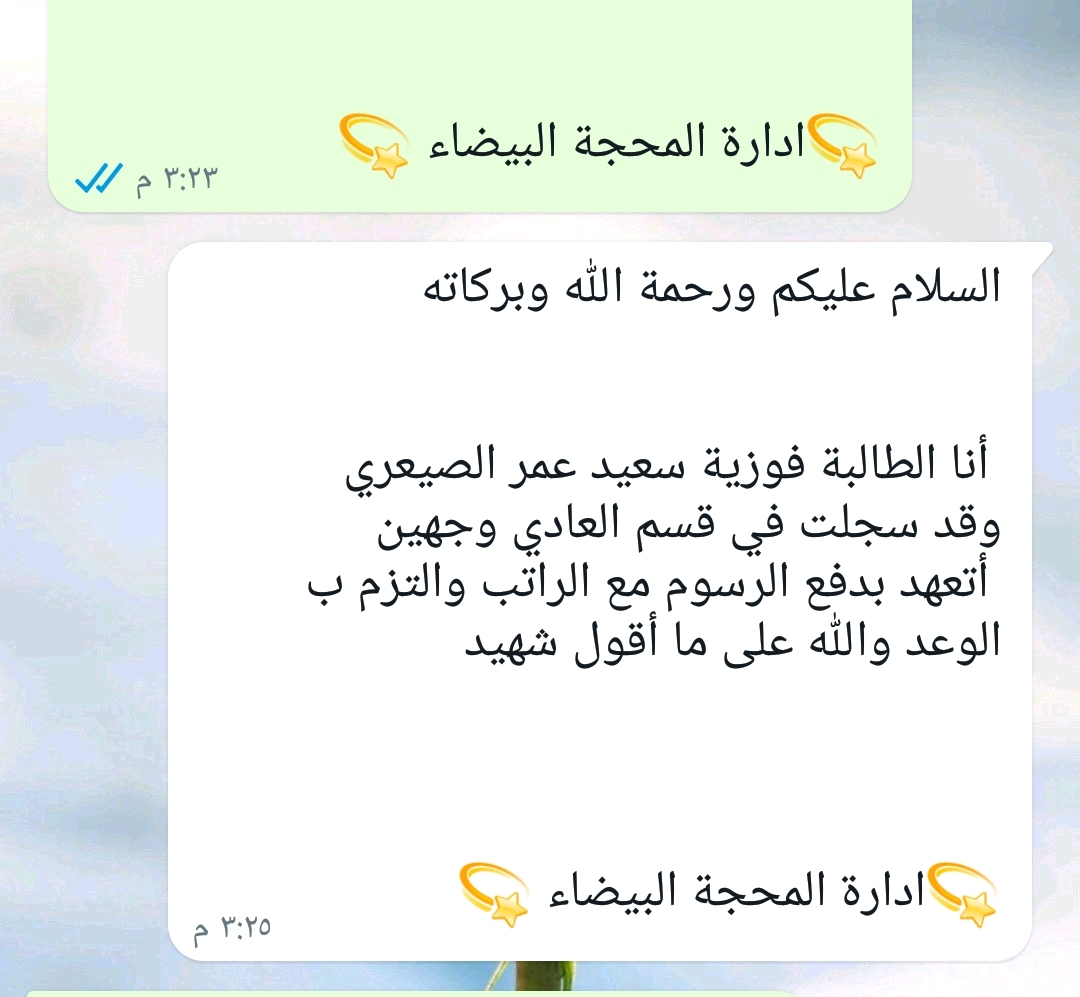 💫ادارة المحجة البيضاء 💫
٣:٢٣ م
السلام عليكم ورحمة الله وبركاته
أنا الطالبة فوزية سعيد عمر الصيعري
وقد سجلت في قسم العادي وجهين
أتعهد بدفع الرسوم مع الراتب والتزم ب
الوعد والله على ما أقول شهيد
💫ادارة المحجة البيضاء 💫
٣:٢٥ م